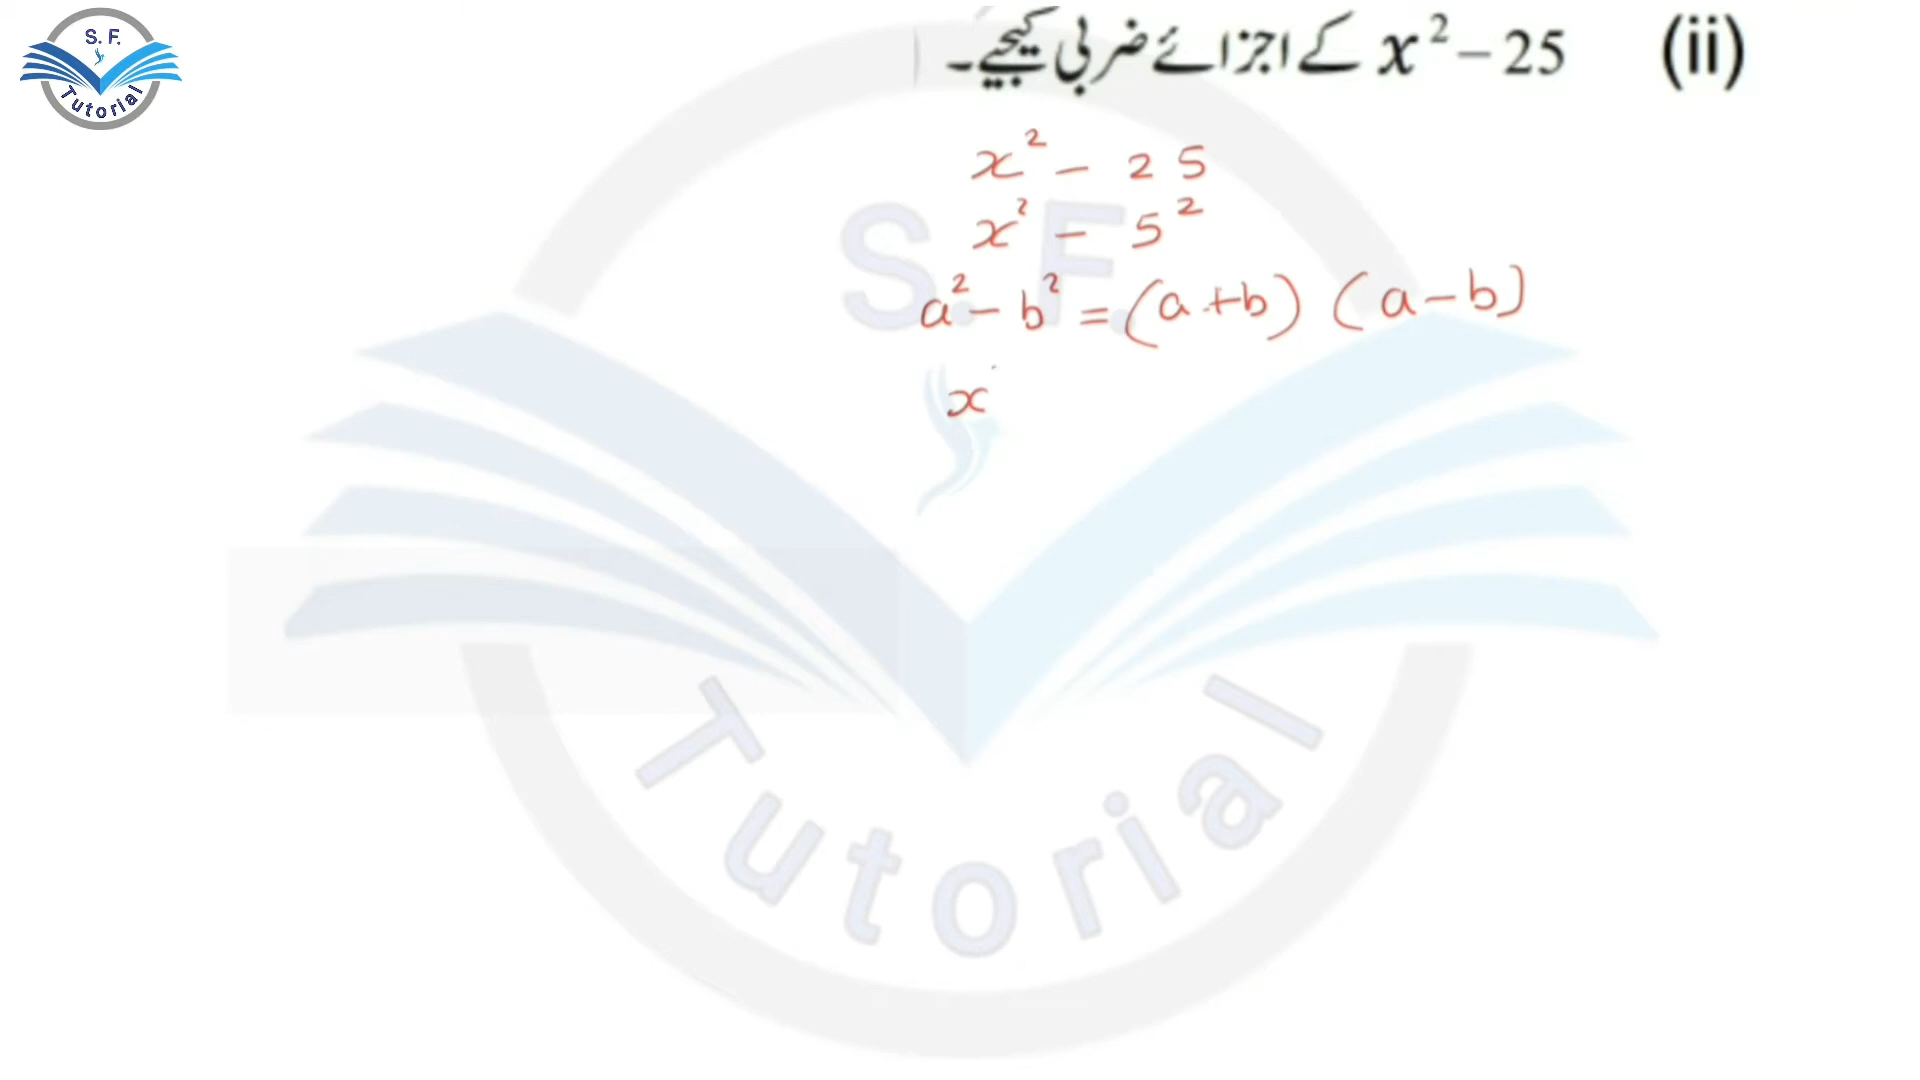 S. F.
Tutorial
(ii) x² – 25 کے اجزائے ضربی کیجیے۔
x² – 25
x² – 5²
a² – b² = (a+b) (a–b)
x
S. F.
Tutorial